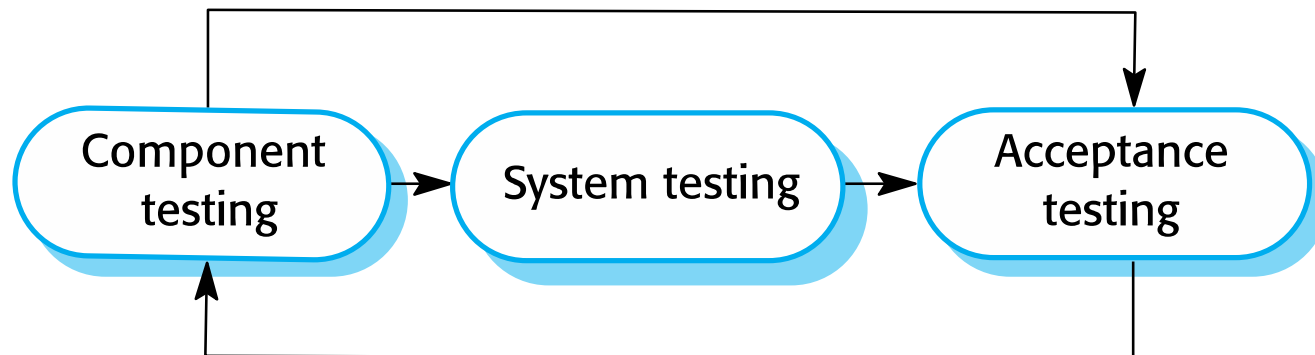 Component
testing
System testing
Acceptance
testing